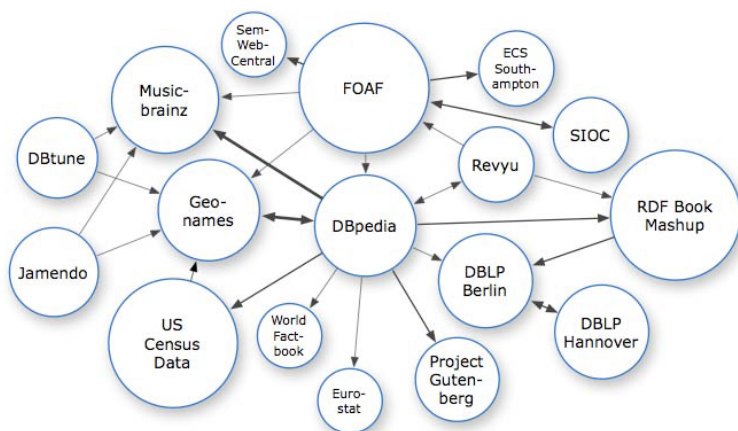 Sem-
Web-
Central
FOAF
ECS
South-
ampton
Music-
brainz
SIOC
DBtune
Revyu
Geo-
names
DBpedia
RDF Book
Mashup
Jamendo
DBLP
Berlin
US
Census
Data
World
Fact-
book
DBLP
Hannover
Project
Guten-
berg
Euro-
stat